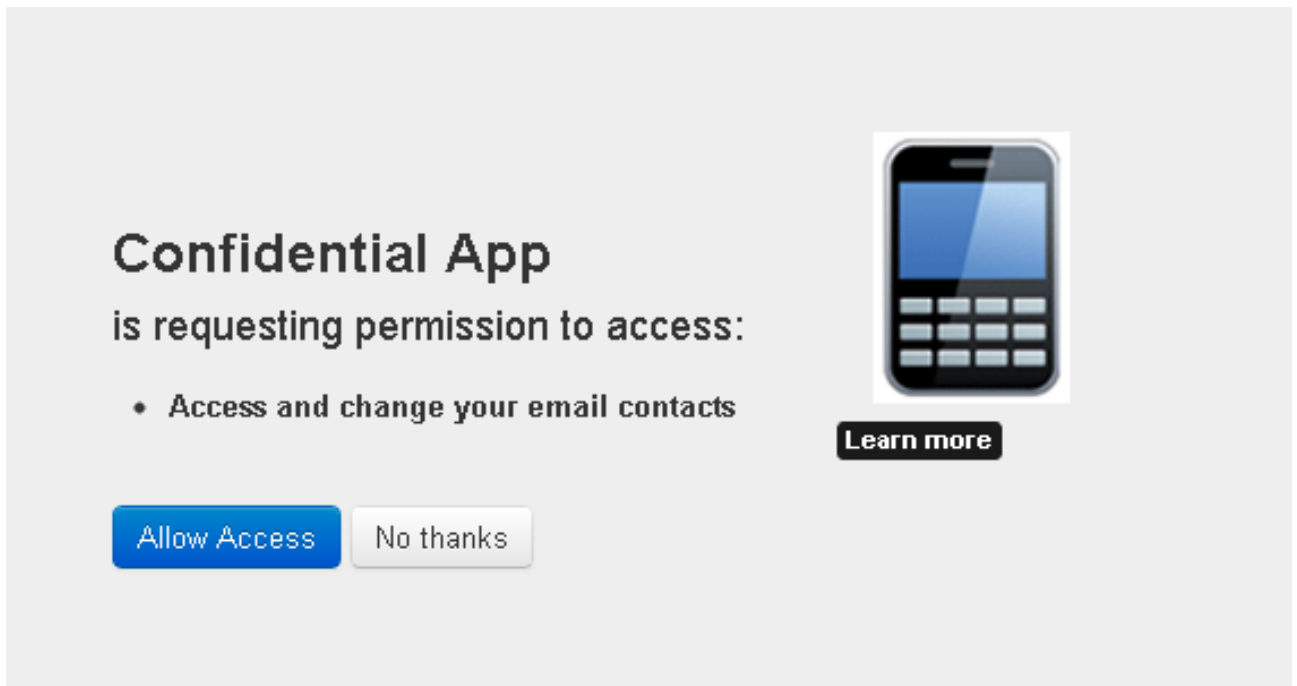 Confidential App
is requesting permission to access:
• Access and change your email contacts
Learn more
Allow Access
No thanks